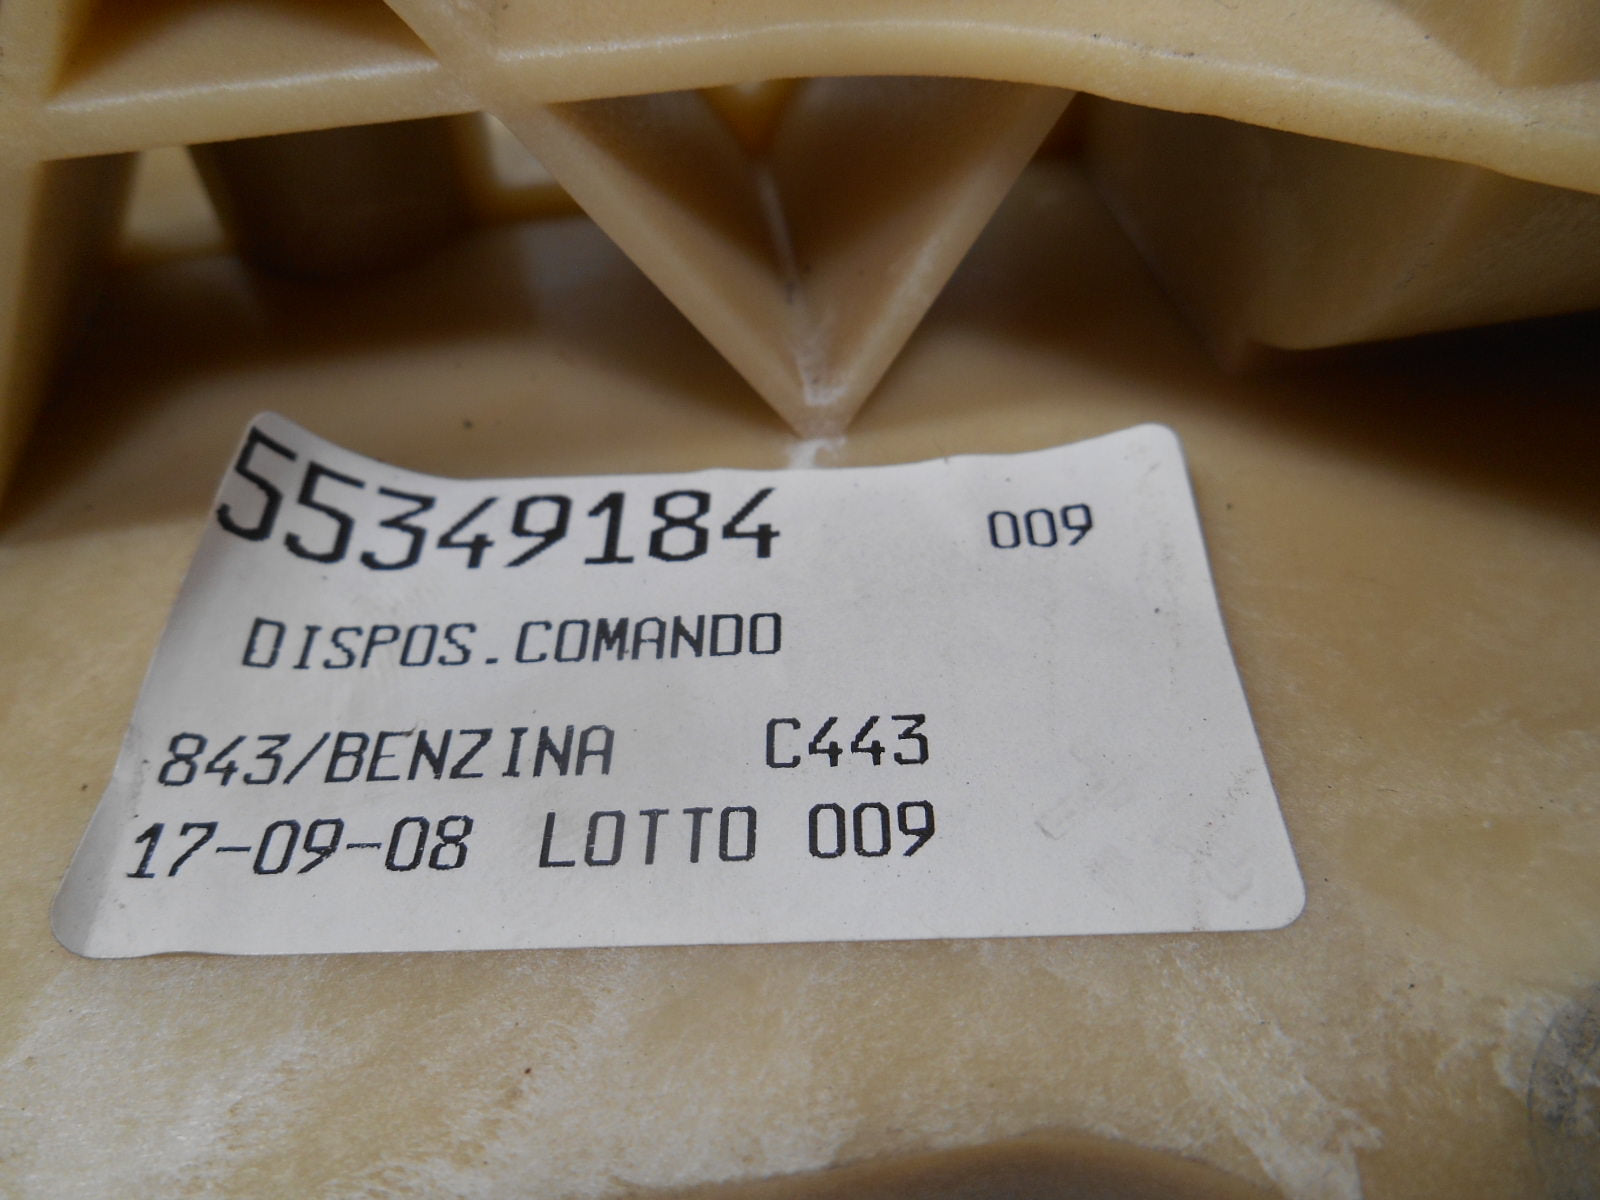 55349184 009
DISPOS.COMANDO
843/BENZINA C443
17-09-08 LOTTO 009